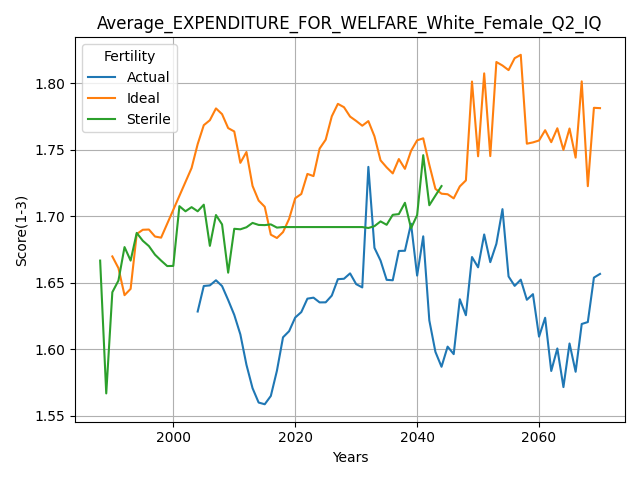 Average_EXPENDITURE_FOR_WELFARE_White_Female_Q2_IQ
Fertility
Actual
Ideal
Sterile
Score(1-3)
1.80
1.75
1.70
1.65
1.60
1.55
2000
2020
2040
2060
Years